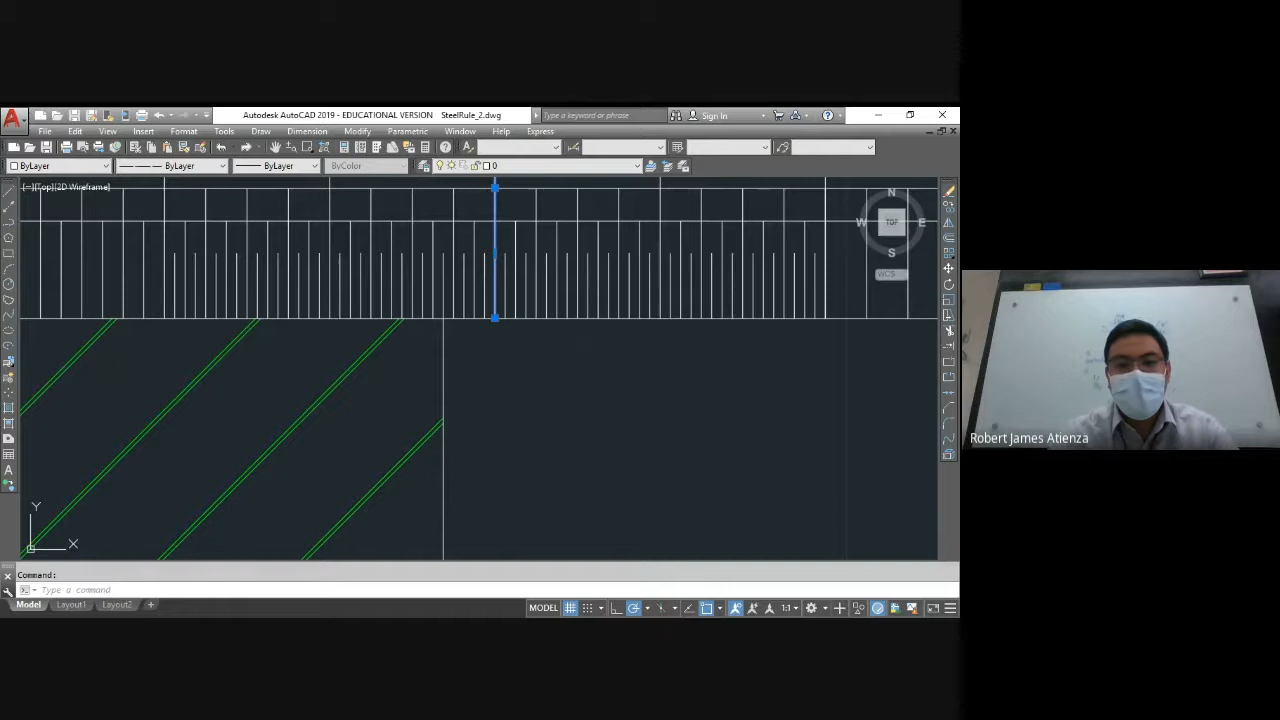 Autodesk AutoCAD 2019 - EDUCATIONAL VERSION SteelRule_2.dwg
Type a keyword or phrase
Sign In
File Edit View Insert Format Tools Draw Dimension Modify Parametric Window Help Express
ByLayer
ByLayer
ByLayer
ByColor
0
[−][Top][2D Wireframe]
N
W TOP E
S
WCS
Robert James Atienza
Y
X
Command:
Type a command
Model Layout1 Layout2 +
MODEL
1:1